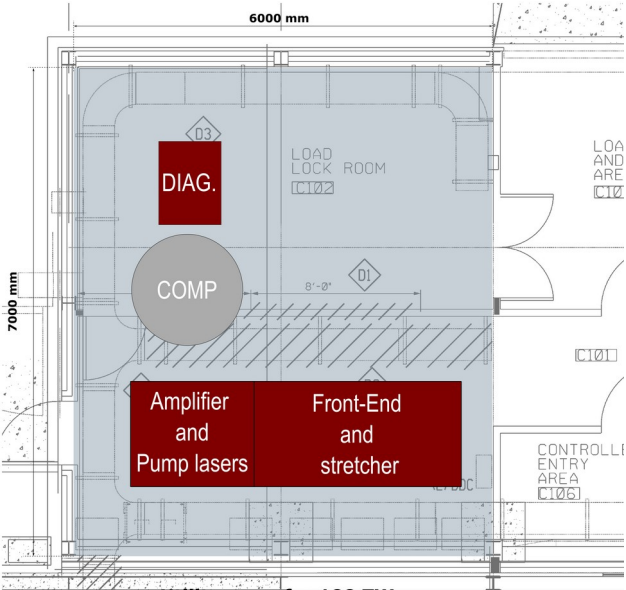 6000 mm
D3
LOAD
LOCK ROOM
C102
DIAG.
COMP
8'-0"
D1
7000 mm
C101
Amplifier
and
Pump lasers
Front-End
and
stretcher
CONTROLLE
ENTRY
AREA
C106
LOA
AND
ARE
C10